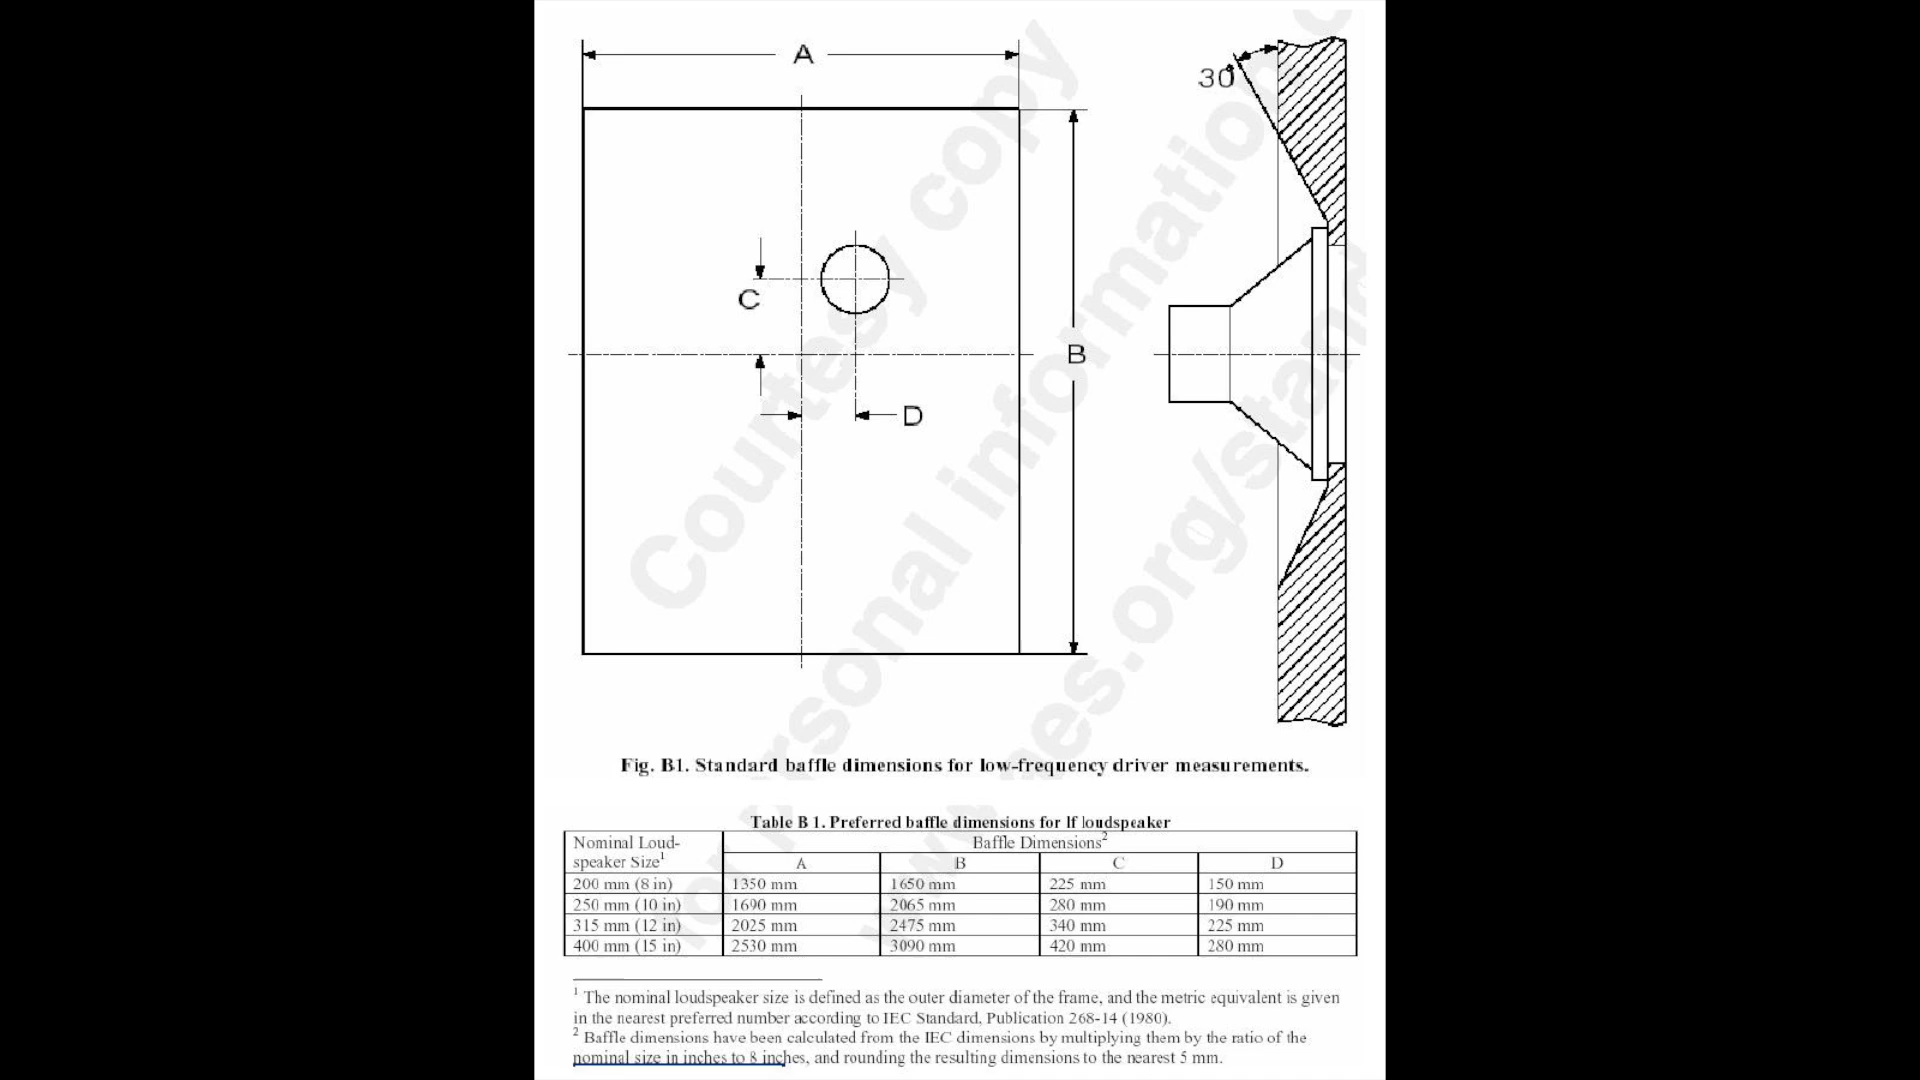 A
30°
C
B
D
Courtesy copy
Fig. B1. Standard baffle dimensions for low-frequency driver measurements.
Table B 1. Preferred baffle dimensions for lf loudspeaker
Nominal Loud-
speaker Size1
Baffle Dimensions2
A B C D
200 mm (8 in) 1350 mm 1650 mm 225 mm 150 mm
250 mm (10 in) 1690 mm 2065 mm 280 mm 190 mm
315 mm (12 in) 2025 mm 2475 mm 340 mm 225 mm
400 mm (15 in) 2530 mm 3090 mm 420 mm 280 mm
1 The nominal loudspeaker size is defined as the outer diameter of the frame, and the metric equivalent is given
in the nearest preferred number according to IEC Standard, Publication 268-14 (1980).
2 Baffle dimensions have been calculated from the IEC dimensions by multiplying them by the ratio of the
nominal size in inches to 8 inches, and rounding the resulting dimensions to the nearest 5 mm.